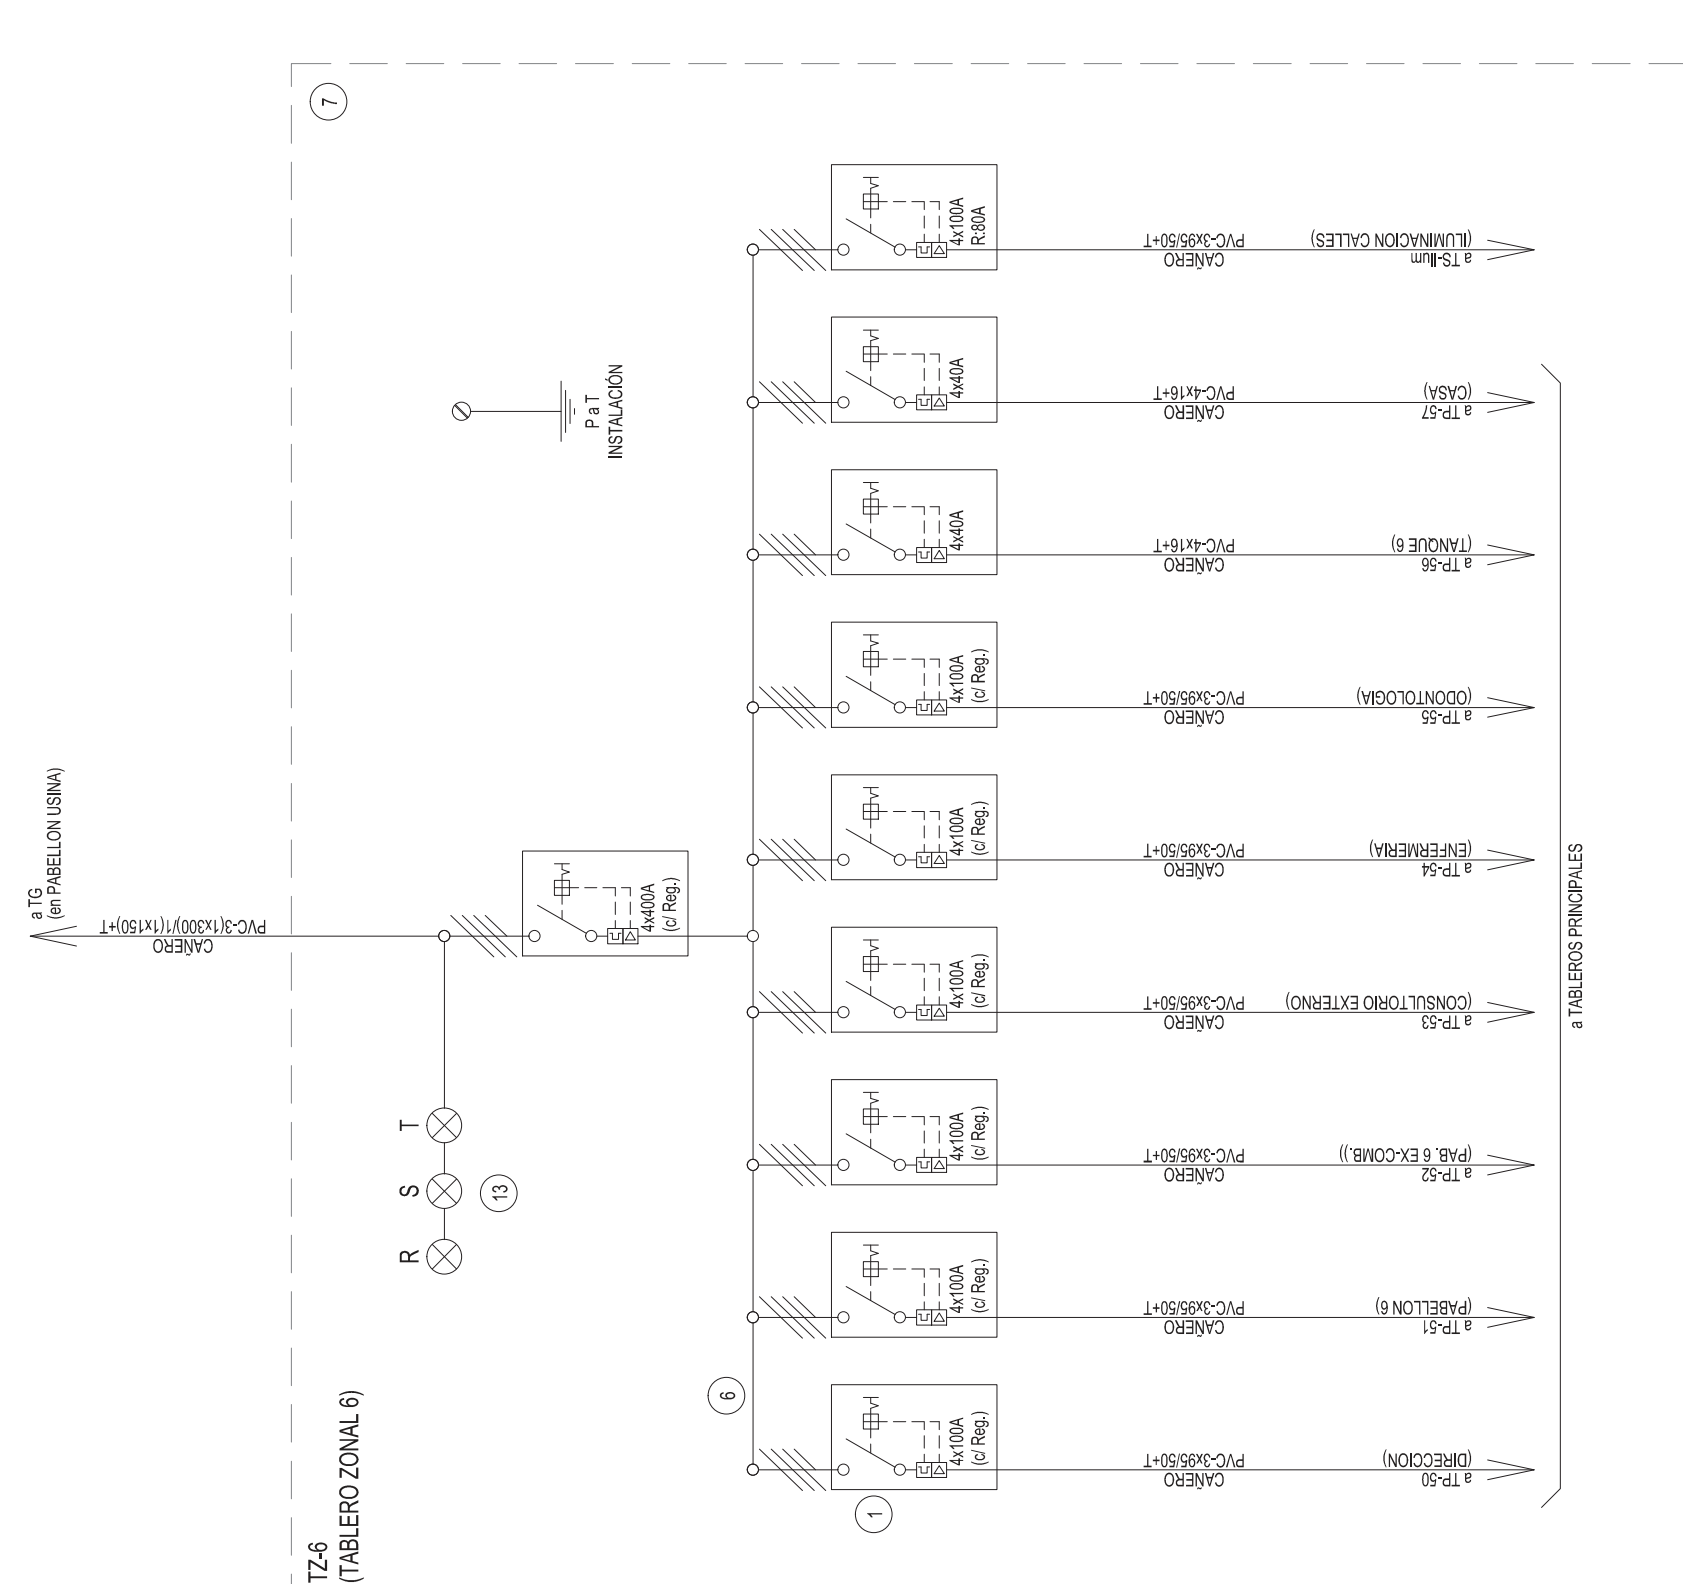 TZ-6
(TABLERO ZONAL 6)
7
a TG
(en PABELLON USINA)
CAÑERO
PVC-3(1x300)/1(1x150)+T
R
S
T
13
4x400A
(c/ Reg.)
P a T
INSTALACIÓN
6
1
4x100A
(c/ Reg.)
CAÑERO
PVC-3x95/50+T
a TP-50
(DIRECCION)
4x100A
(c/ Reg.)
CAÑERO
PVC-3x95/50+T
a TP-51
(PABELLON 6)
4x100A
(c/ Reg.)
CAÑERO
PVC-3x95/50+T
a TP-52
(PAB. 6 EX-COMB.))
4x100A
(c/ Reg.)
CAÑERO
PVC-3x95/50+T
a TP-53
(CONSULTORIO EXTERNO)
4x100A
(c/ Reg.)
CAÑERO
PVC-3x95/50+T
a TP-54
(ENFERMERIA)
4x100A
(c/ Reg.)
CAÑERO
PVC-3x95/50+T
a TP-55
(ODONTOLOGIA)
4x40A
CAÑERO
PVC-4x16+T
a TP-56
(TANQUE 6)
4x40A
CAÑERO
PVC-4x16+T
a TP-57
(CASA)
4x100A
R:80A
CAÑERO
PVC-3x95/50+T
a TS-Ilum
(ILUMINACION CALLES)
a TABLEROS PRINCIPALES